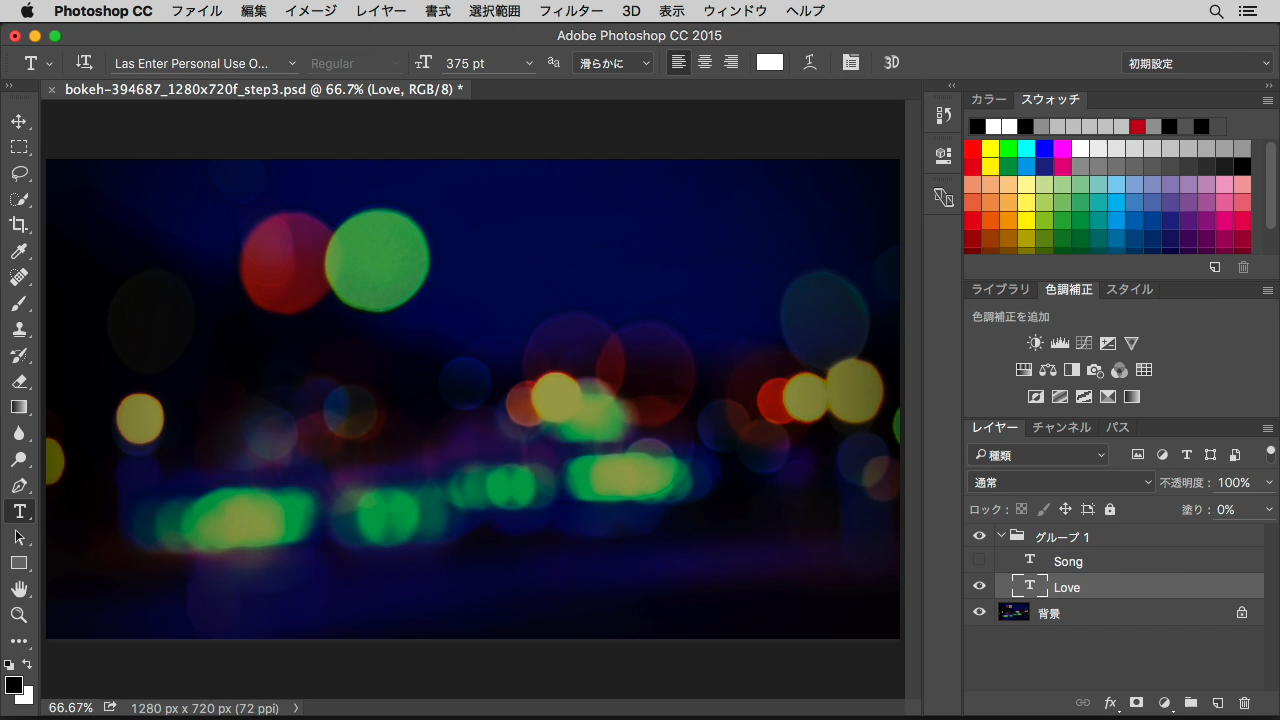 Photoshop CC ファイル 編集 イメージ レイヤー 書式 選択範囲 フィルター 3D 表示 ウィンドウ ヘルプ
Adobe Photoshop CC 2015
T Las Enter Personal Use O... Regular 375 pt aa 滑らかに 3D 初期設定
× bokeh-394687_1280x720f_step3.psd @ 66.7% (Love, RGB/8) *
カラー スウォッチ
ライブラリ 色調補正 スタイル
色調補正を追加
レイヤー チャンネル パス
種類
通常 不透明度: 100%
ロック: 塗り: 0%
グループ 1
T Song
T Love
背景
66.67% 1280 px x 720 px (72 ppi)
fx